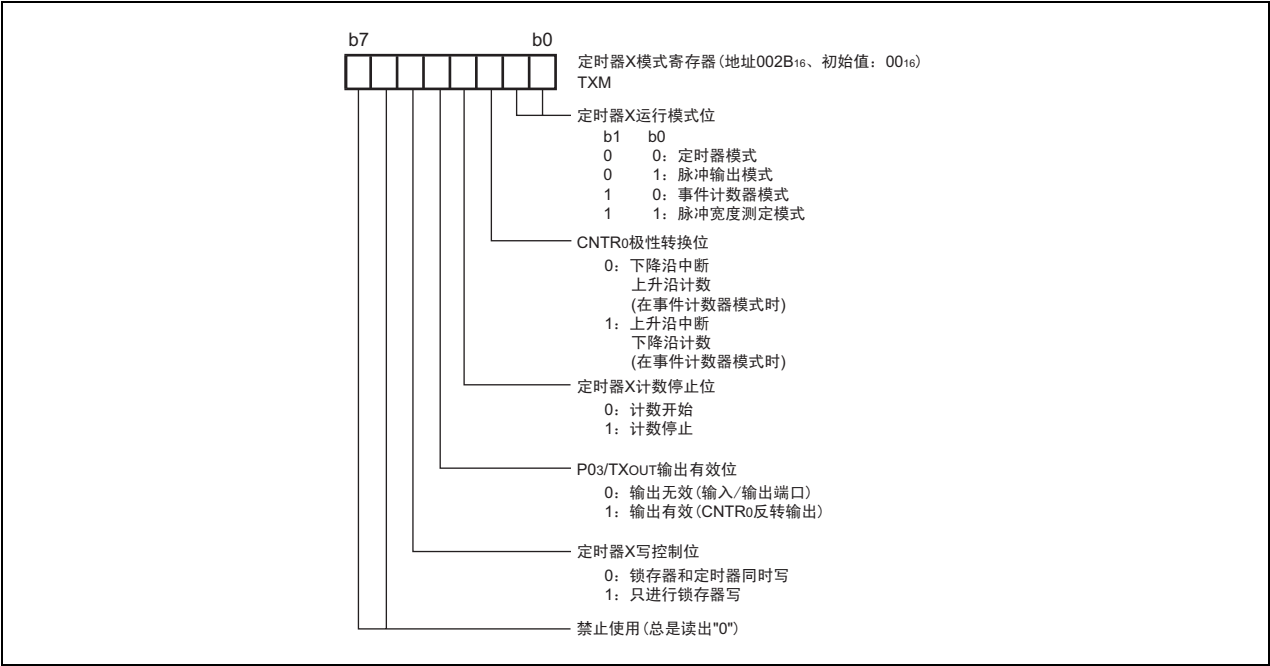 b7 b0
定时器X模式寄存器(地址002B16、初始值：0016)
TXM
定时器X运行模式位
b1 b0
0 0：定时器模式
0 1：脉冲输出模式
1 0：事件计数器模式
1 1：脉冲宽度测定模式
CNTR0极性转换位
0：下降沿中断
上升沿计数
(在事件计数器模式时)
1：上升沿中断
下降沿计数
(在事件计数器模式时)
定时器X计数停止位
0：计数开始
1：计数停止
P03/TXOUT输出有效位
0：输出无效(输入/输出端口)
1：输出有效(CNTR0反转输出)
定时器X写控制位
0：锁存器和定时器同时写
1：只进行锁存器写
禁止使用(总是读出"0")